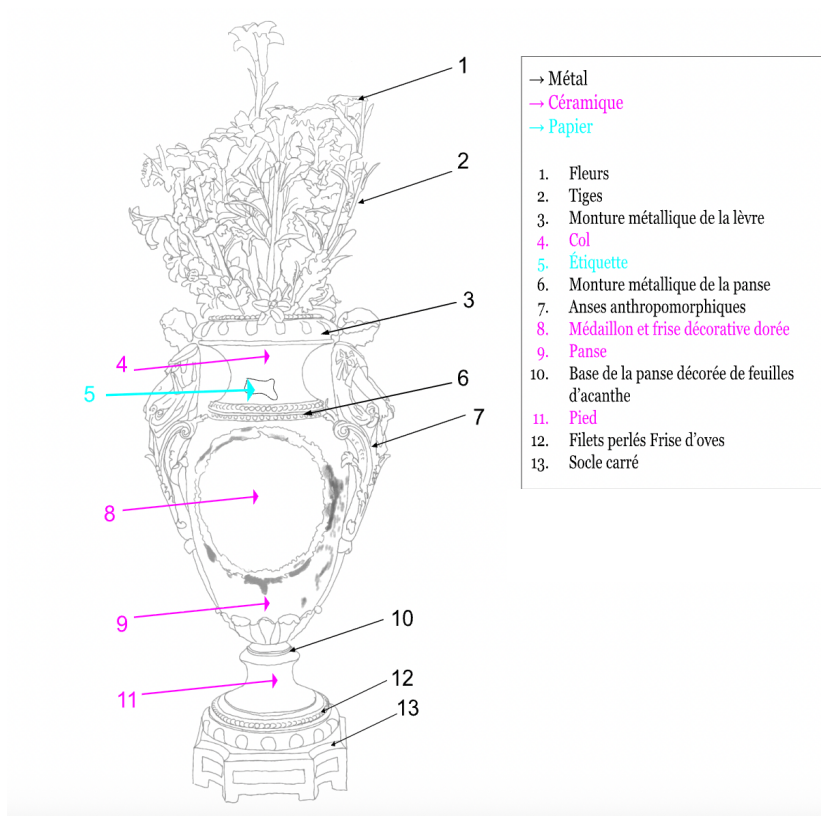 → Métal
→ Céramique
→ Papier
1. Fleurs
2. Tiges
3. Monture métallique de la lèvre
4. Col
5. Étiquette
6. Monture métallique de la panse
7. Anses anthropomorphiques
8. Médaillon et frise décorative dorée
9. Panse
10. Base de la panse décorée de feuilles
d'acanthe
11. Pied
12. Filets perlés Frise d'oves
13. Socle carré
1
2
3
4
5
6
7
8
9
10
11
12
13